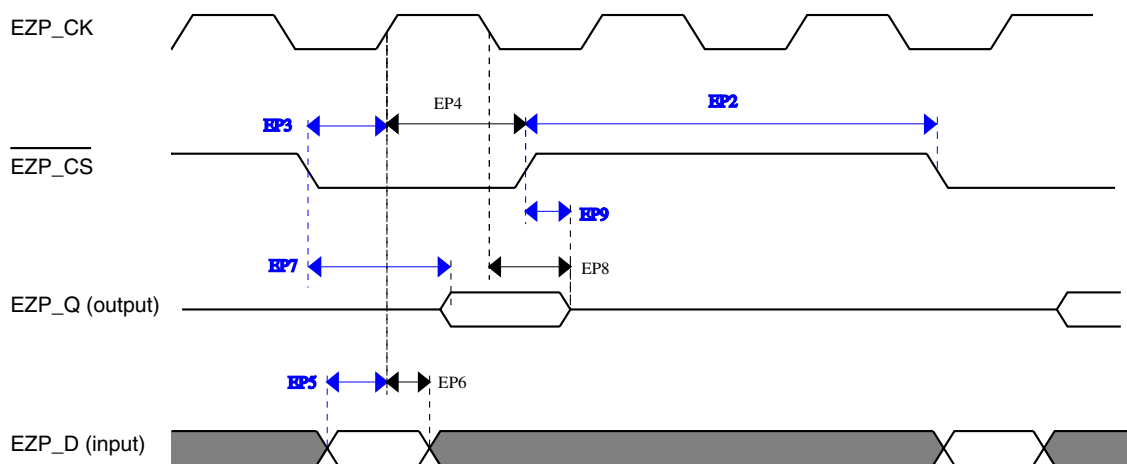 EZP_CK
EP4
EP2
EP3
EZP_CS
EP9
EP7
EP8
EZP_Q (output)
EP5
EP6
EZP_D (input)